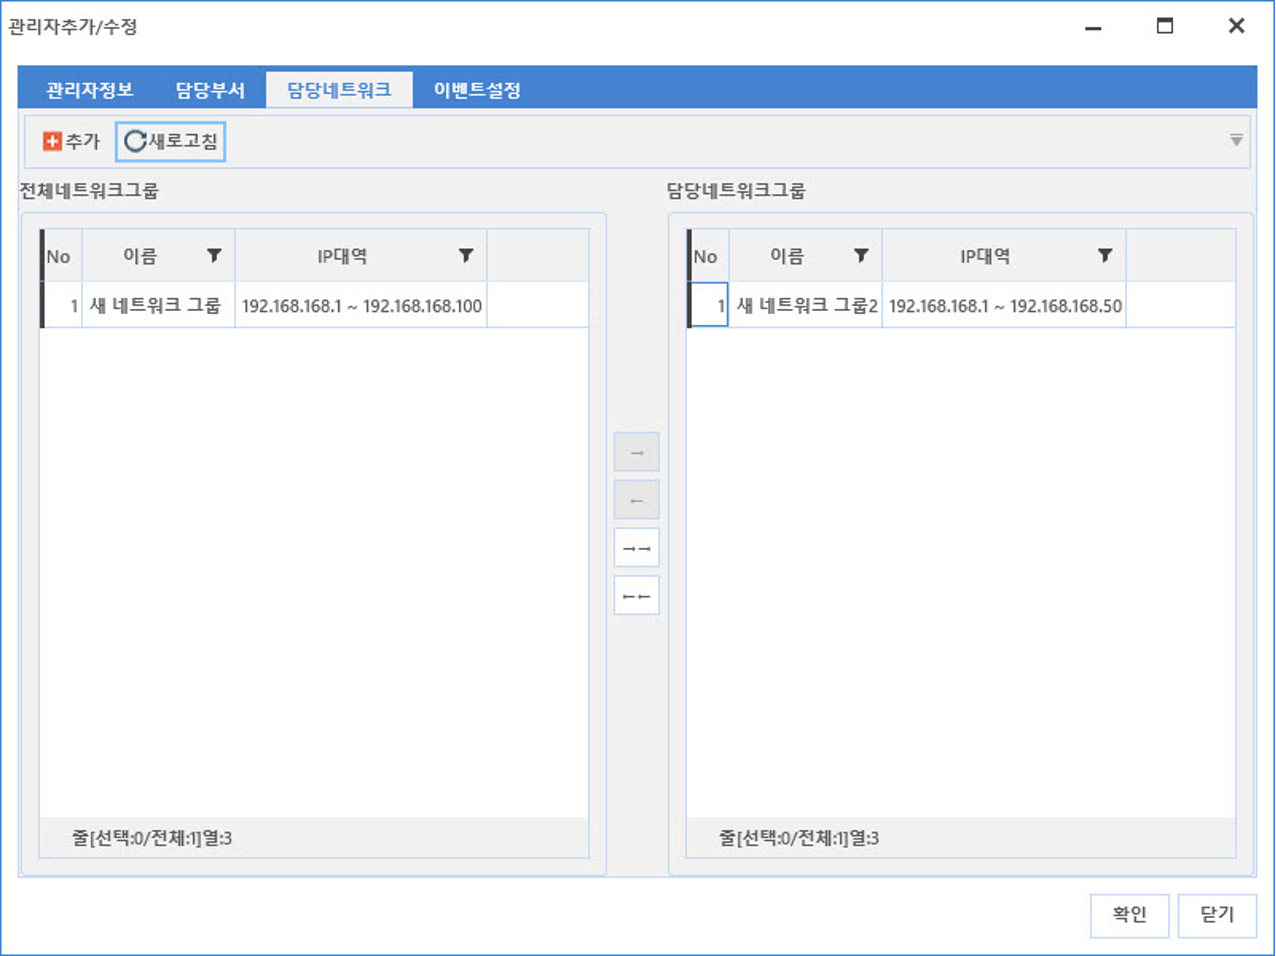 관리자추가/수정
관리자정보 담당부서 담당네트워크 이벤트설정
추가 새로고침
전체네트워크그룹
No 이름 IP대역
1 새 네트워크 그룹 192.168.168.1 ~ 192.168.168.100
줄[선택:0/전체:1]열:3
→
←
→→
←←
담당네트워크그룹
No 이름 IP대역
1 새 네트워크 그룹2 192.168.168.1 ~ 192.168.168.50
줄[선택:0/전체:1]열:3
확인 닫기